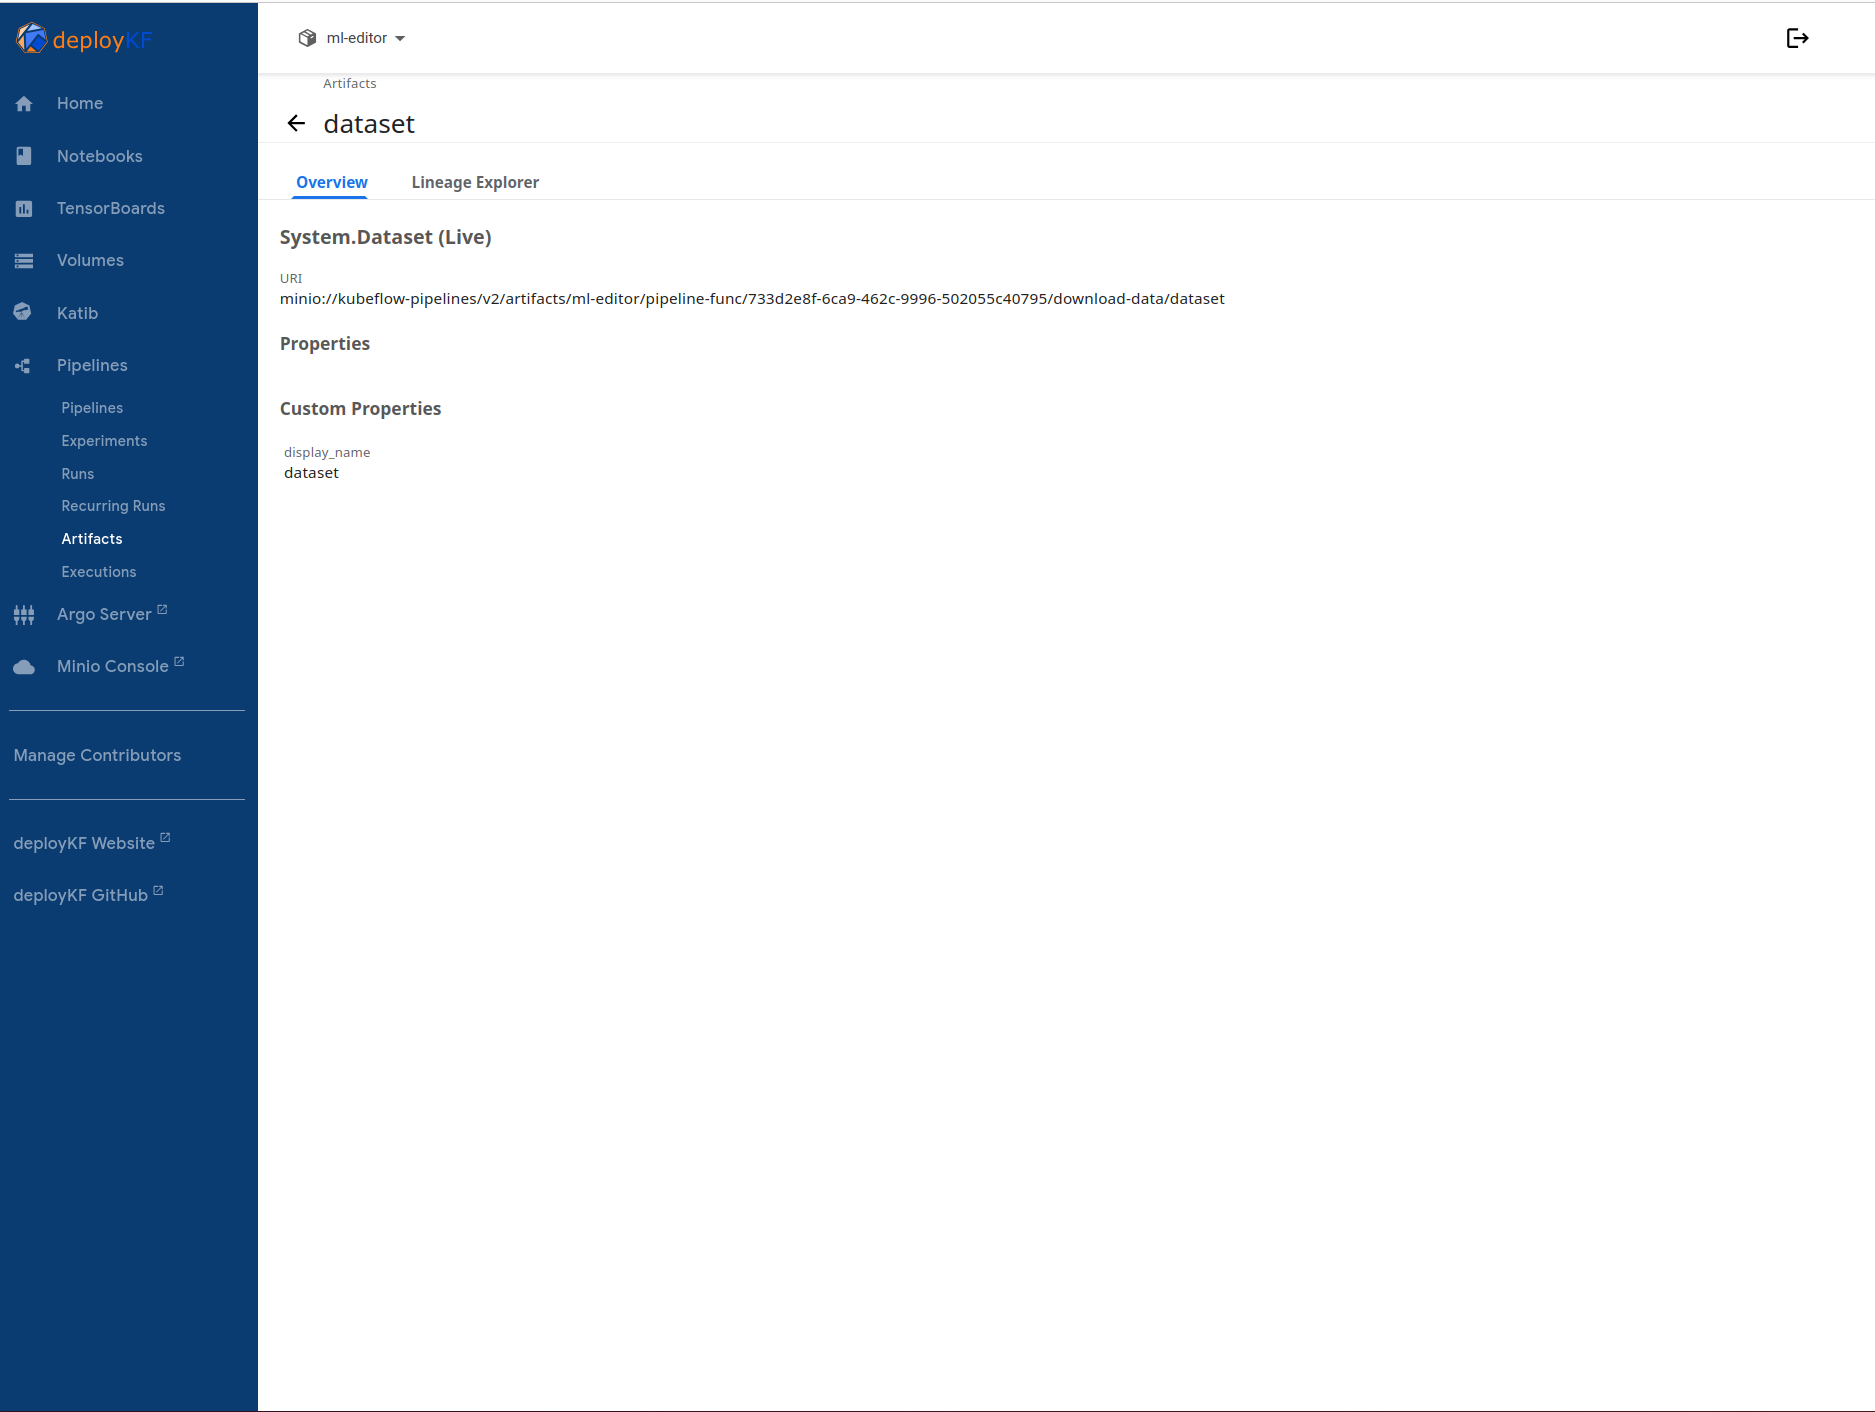 deployKF
ml-editor
Home
Notebooks
TensorBoards
Volumes
Katib
Pipelines
Pipelines
Experiments
Runs
Recurring Runs
Artifacts
Executions
Argo Server
Minio Console
Manage Contributors
deployKF Website
deployKF GitHub
Artifacts
dataset
Overview Lineage Explorer
System.Dataset (Live)
URI
minio://kubeflow-pipelines/v2/artifacts/ml-editor/pipeline-func/733d2e8f-6ca9-462c-9996-502055c40795/download-data/dataset
Properties
Custom Properties
display_name
dataset